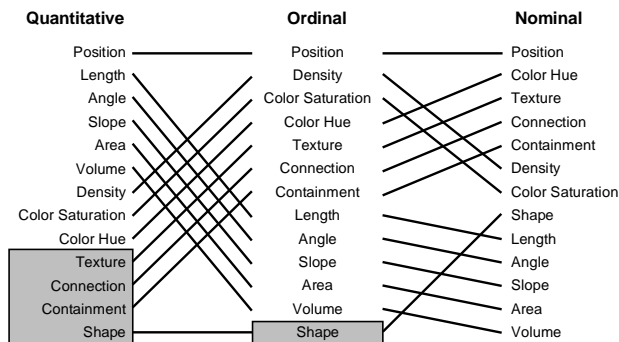 Quantitative Ordinal Nominal
Position Position Position
Length Density Color Hue
Angle Color Saturation Texture
Slope Color Hue Connection
Area Texture Containment
Volume Connection Density
Density Containment Color Saturation
Color Saturation Length Shape
Color Hue Angle Length
Texture Slope Angle
Connection Area Slope
Containment Volume Area
Shape Shape Volume